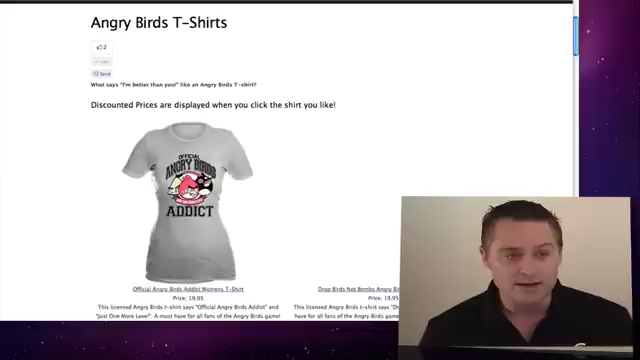 Angry Birds T-Shirts
2
Like
Send
What says "I'm better than you!" like an Angry Birds T-shirt?
Discounted Prices are displayed when you click the shirt you like!
OFFICIAL
ANGRY BIRDS
ADDICT
Official Angry Birds Addict Womens T-Shirt
Price: 19.95
This licensed Angry Birds t-shirt says "Official Angry Birds Addict" and
"Just One More Level". A must have for all fans of the Angry Birds game!
Drop Birds Not Bombs Angry
Price: 19.95
This licensed Angry Birds t-shirt says
have for all fans of the Angry Birds